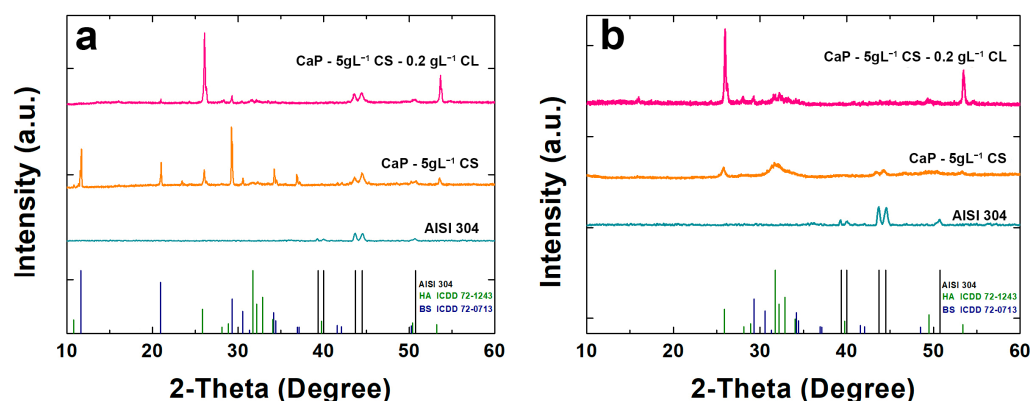 a
CaP - 5gL⁻¹ CS - 0.2 gL⁻¹ CL
CaP - 5gL⁻¹ CS
AISI 304
AISI 304
HA ICDD 72-1243
BS ICDD 72-0713
Intensity (a.u.)
10 20 30 40 50 60
2-Theta (Degree)
b
CaP - 5gL⁻¹ CS - 0.2 gL⁻¹ CL
CaP - 5gL⁻¹ CS
AISI 304
AISI 304
HA ICDD 72-1243
BS ICDD 72-0713
Intensity (a.u.)
10 20 30 40 50 60
2-Theta (Degree)